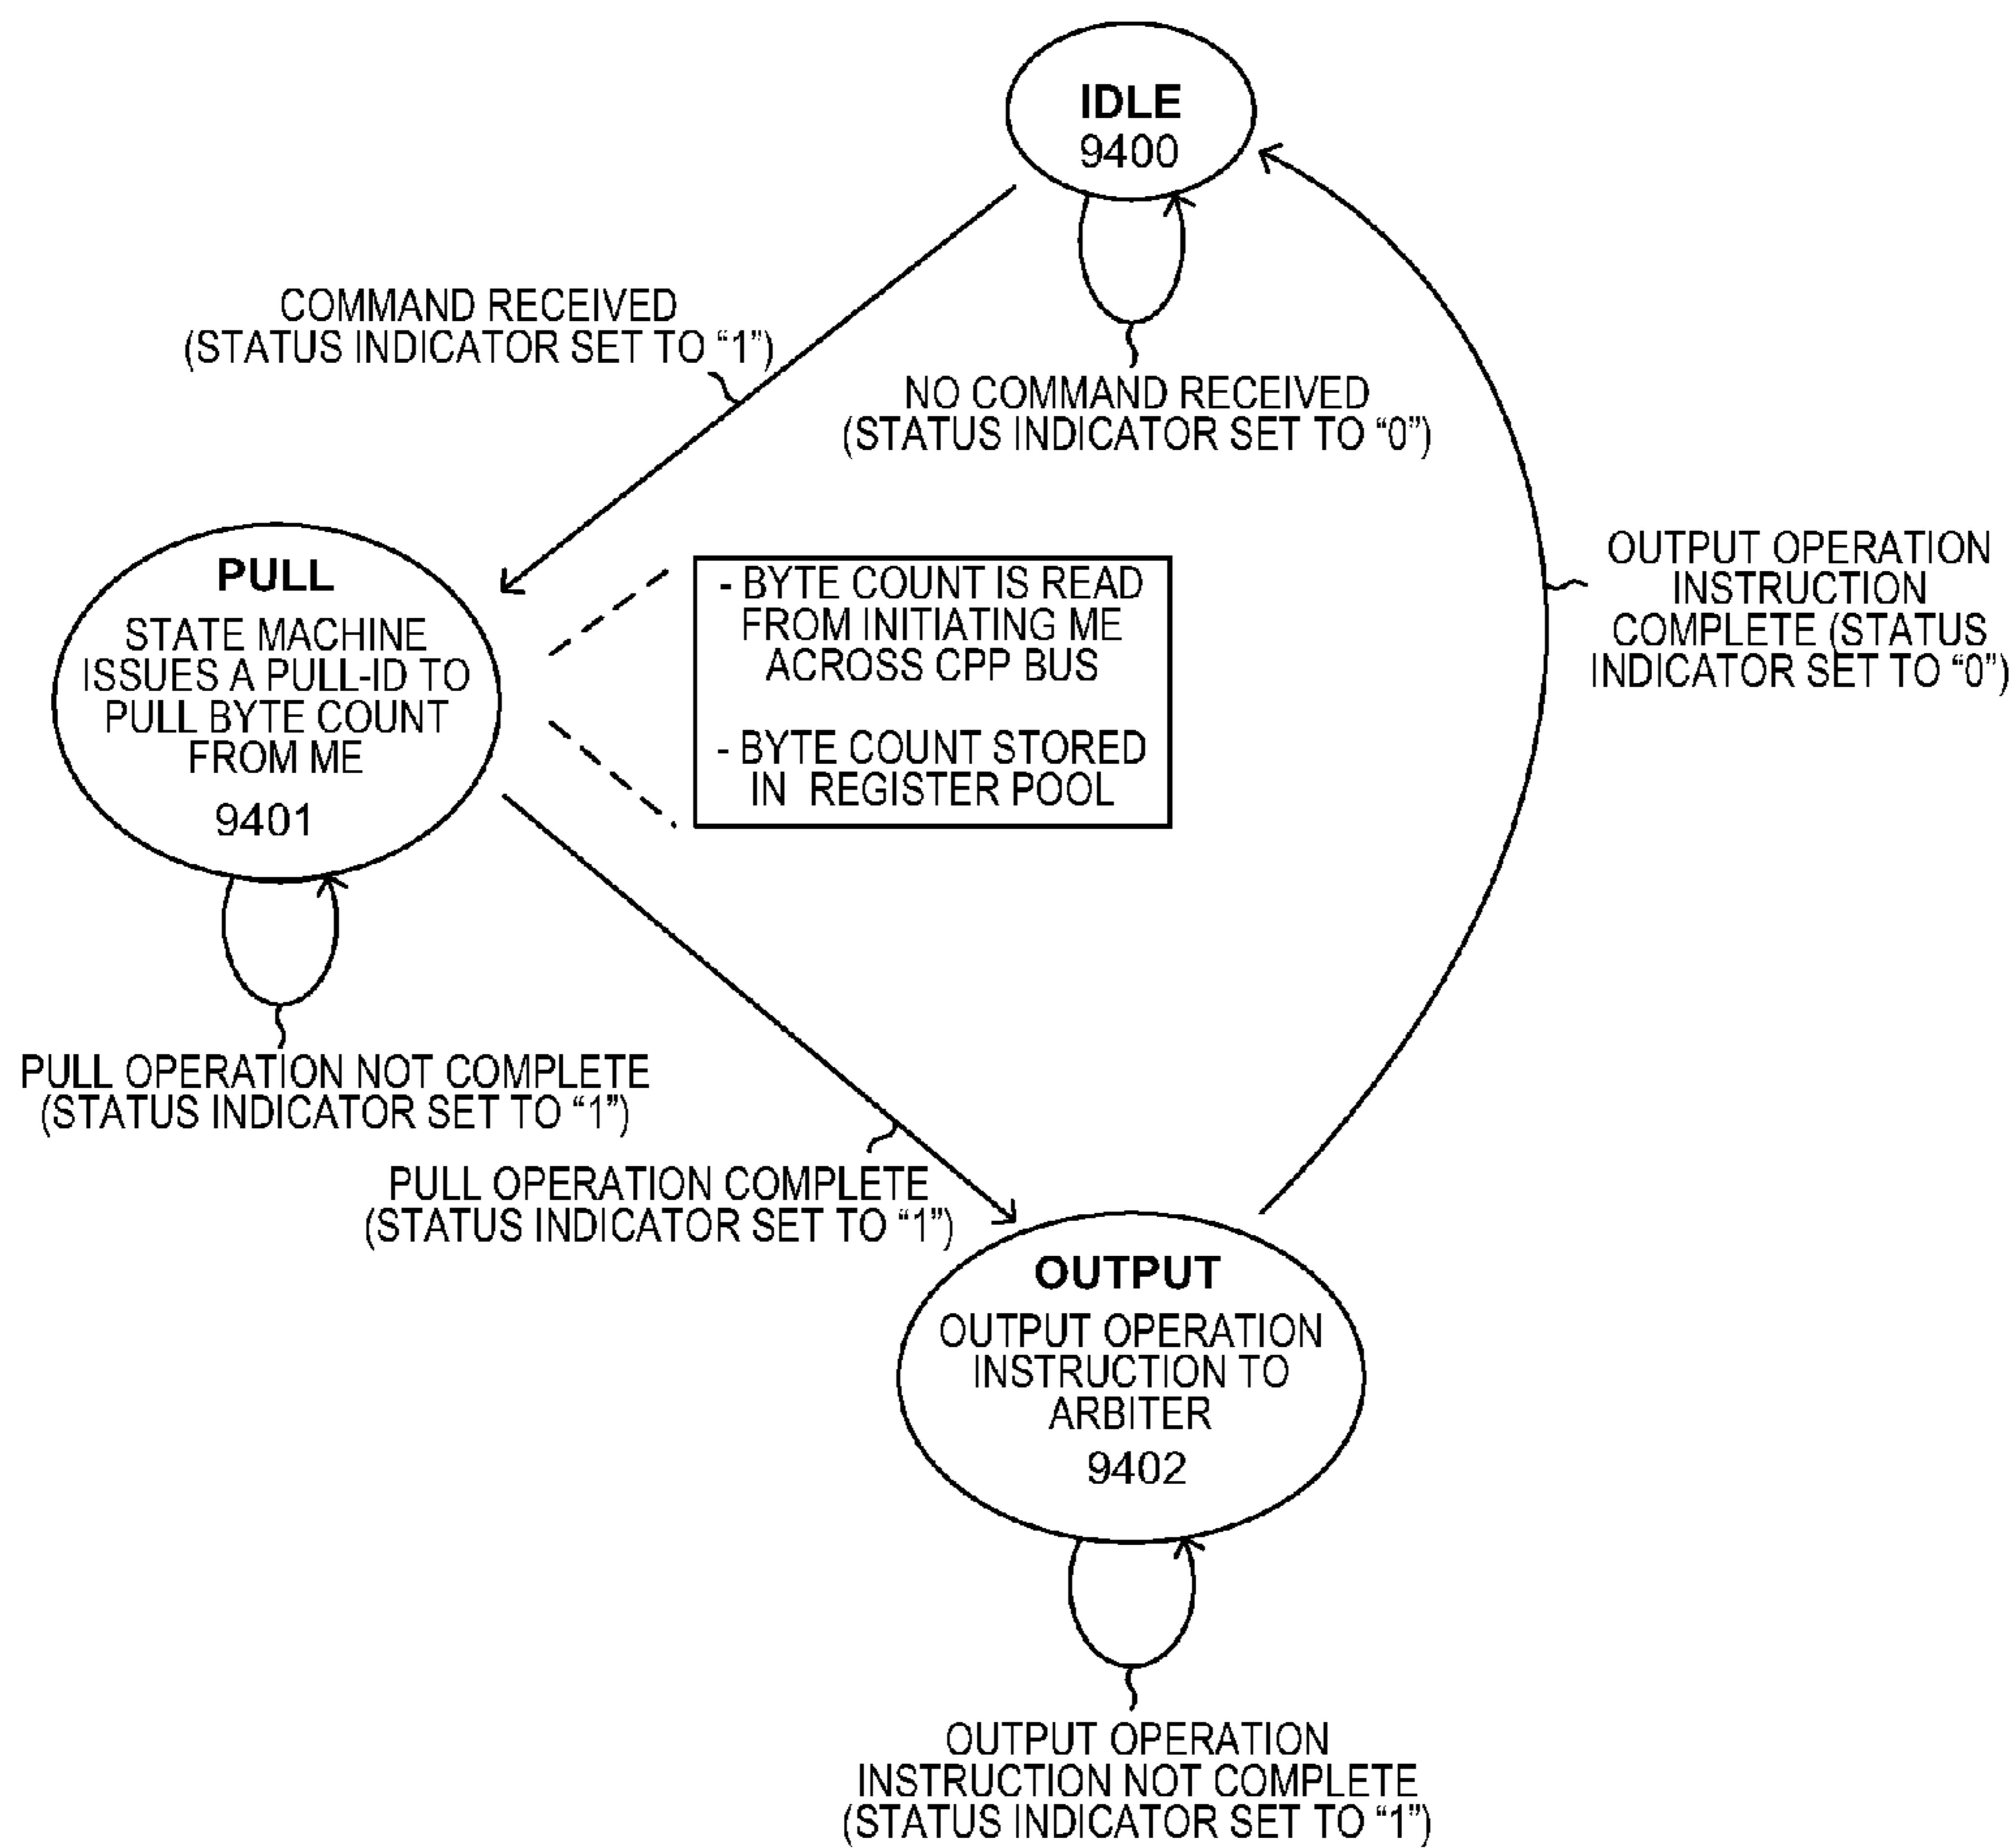 IDLE
9400
COMMAND RECEIVED
(STATUS INDICATOR SET TO “1”)
NO COMMAND RECEIVED
(STATUS INDICATOR SET TO “0”)
OUTPUT OPERATION
INSTRUCTION
COMPLETE (STATUS
INDICATOR SET TO “0”)
PULL
STATE MACHINE
ISSUES A PULL-ID TO
PULL BYTE COUNT
FROM ME
9401
- BYTE COUNT IS READ
FROM INITIATING ME
ACROSS CPP BUS
- BYTE COUNT STORED
IN REGISTER POOL
PULL OPERATION NOT COMPLETE
(STATUS INDICATOR SET TO “1”)
PULL OPERATION COMPLETE
(STATUS INDICATOR SET TO “1”)
OUTPUT
OUTPUT OPERATION
INSTRUCTION TO
ARBITER
9402
OUTPUT OPERATION
INSTRUCTION NOT COMPLETE
(STATUS INDICATOR SET TO “1”)